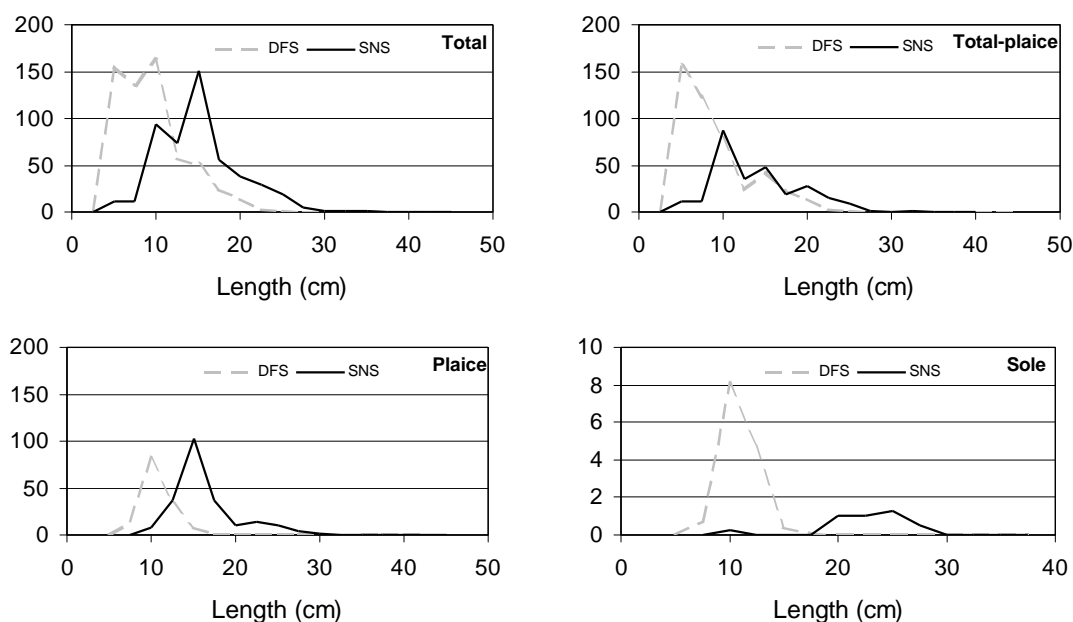 DFS SNS Total
200
150
100
50
0
0 10 20 30 40 50
Length (cm)
DFS SNS Total-plaice
200
150
100
50
0
0 10 20 30 40 50
Length (cm)
DFS SNS Plaice
200
150
100
50
0
0 10 20 30 40 50
Length (cm)
DFS SNS Sole
10
8
6
4
2
0
0 10 20 30 40
Length (cm)